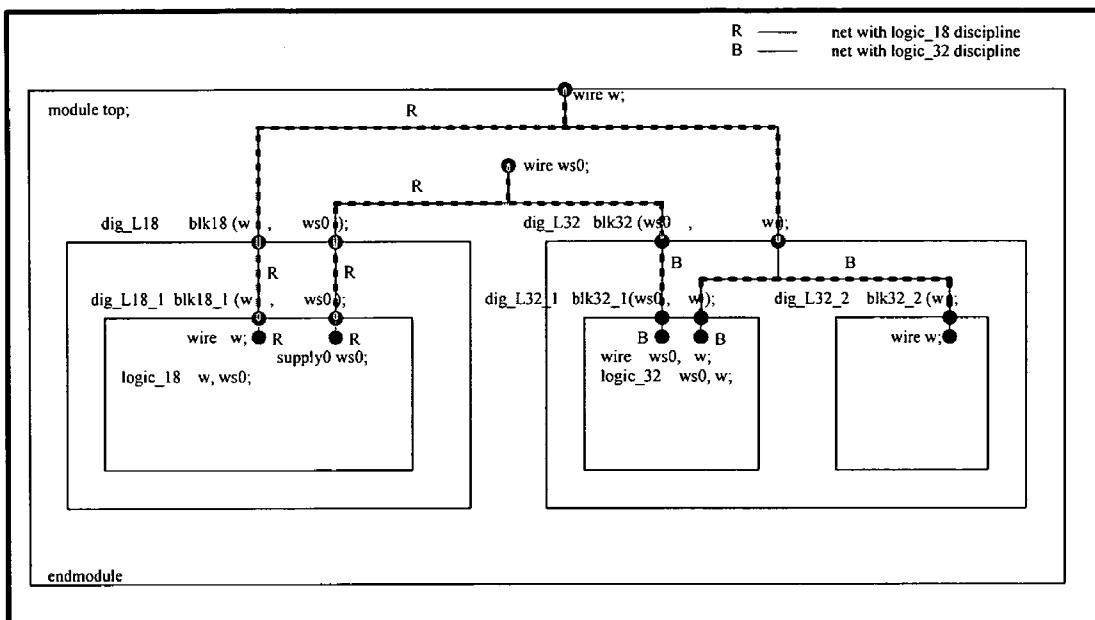 R net with logic_18 discipline
B net with logic_32 discipline
wire w;
module top;
R
wire ws0;
R
dig_L18 blk18 (w , ws0 ); dig_L32 blk32 (ws0 , w );
R R B B
dig_L18_1 blk18_1 (w , ws0); dig_L32_1 blk32_1(ws0, w ); dig_L32_2 blk32_2 (w );
wire w; R R B B wire w;
supply0 ws0; wire ws0, w;
logic_18 w, ws0; logic_32 ws0, w;
endmodule